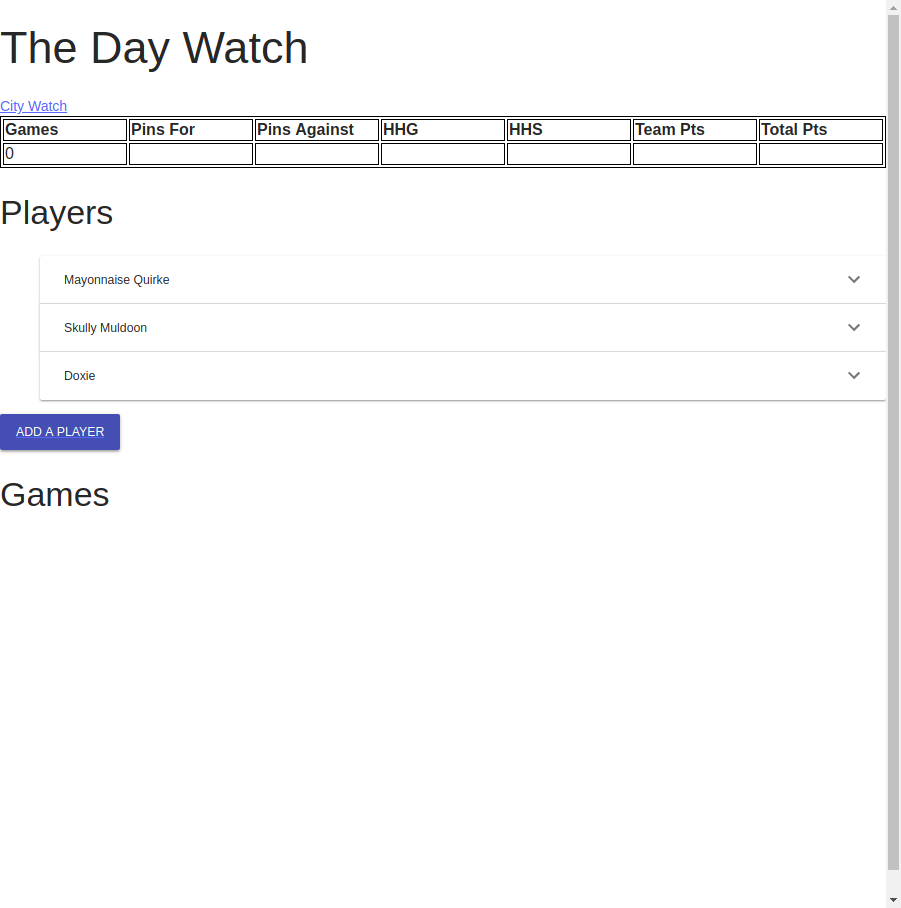 The Day Watch
City Watch
Games Pins For Pins Against HHG HHS Team Pts Total Pts
0
Players
Mayonnaise Quirke
Skully Muldoon
Doxie
ADD A PLAYER
Games